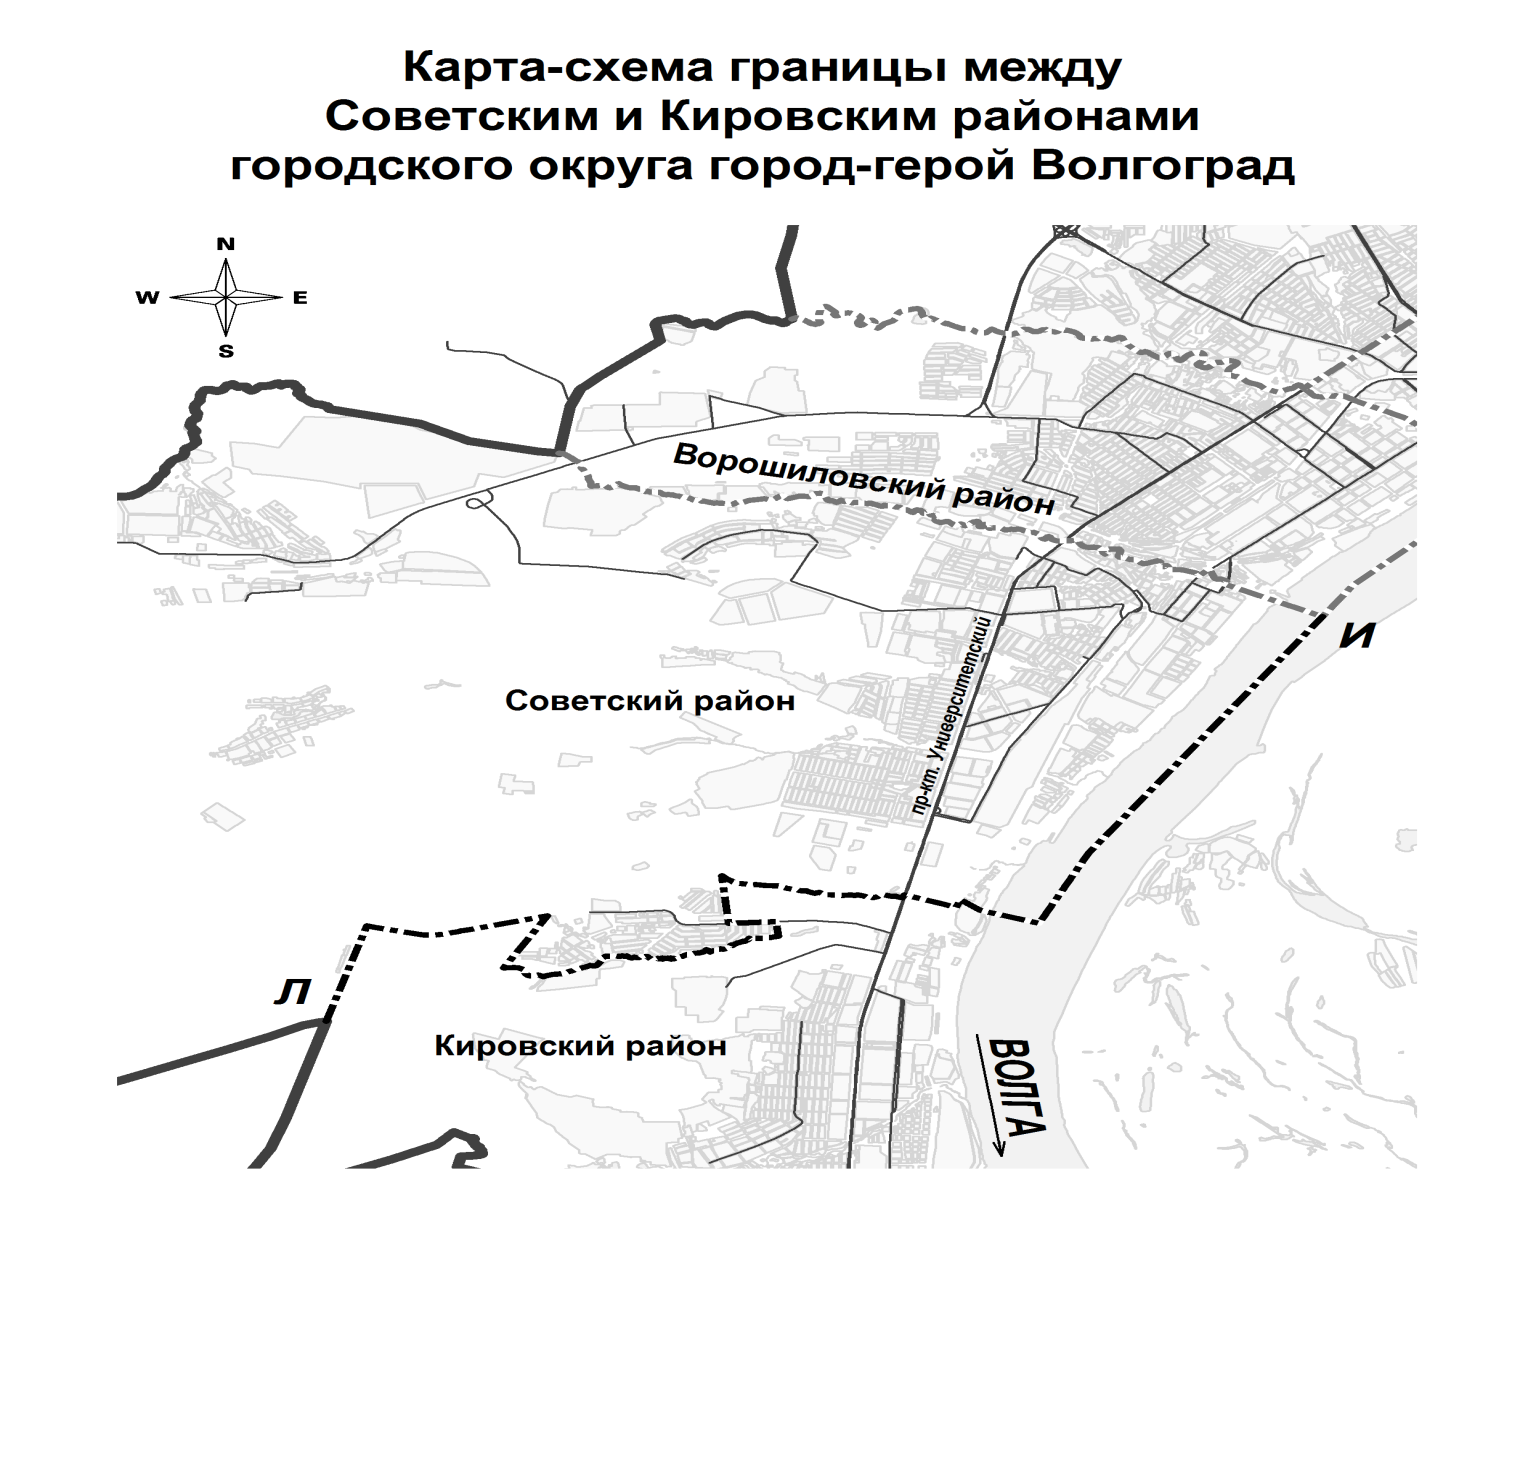 Карта-схема границы между
Советским и Кировским районами
городского округа город-герой Волгоград
N
W
E
S
Ворошиловский район
И
пр-кт. Университетский
Советский район
Л
Кировский район
ВОЛГА